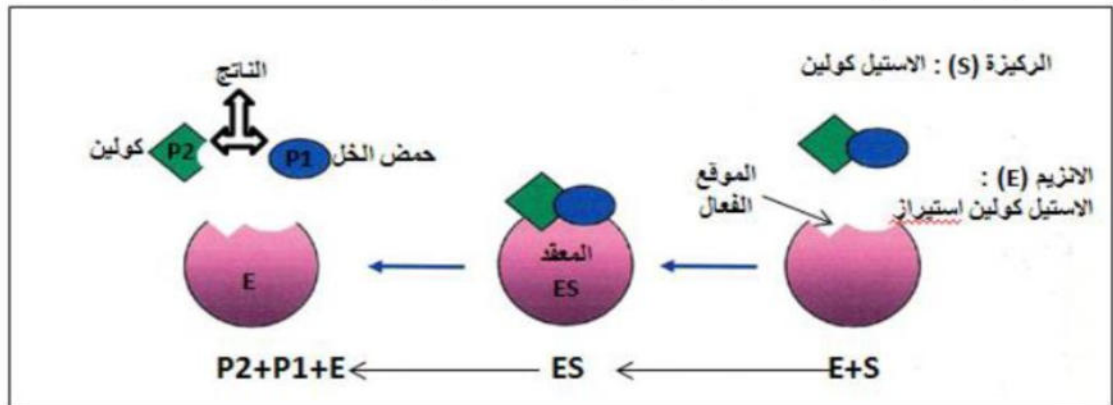 الركيزة (S) : الاستيل كولين
الانزيم (E) :
الاستيل كولين استيراز
الموقع
الفعال
المعقد
ES
الناتج
حمض الخل
P1
P2
كولين
E
E+S
ES
P2+P1+E